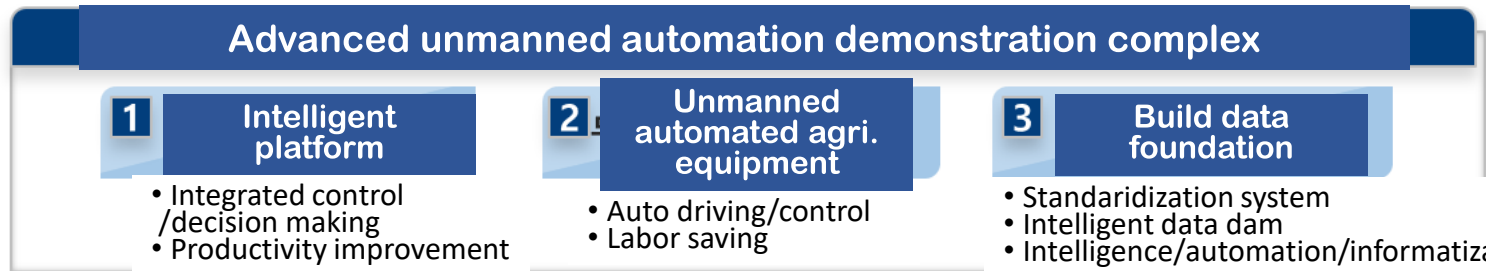 Advanced unmanned automation demonstration complex
1
Intelligent
platform
• Integrated control
/decision making
• Productivity improvement
2
Unmanned
automated agri.
equipment
• Auto driving/control
• Labor saving
3
Build data
foundation
• Standaridization system
• Intelligent data dam
• Intelligence/automation/informatiza